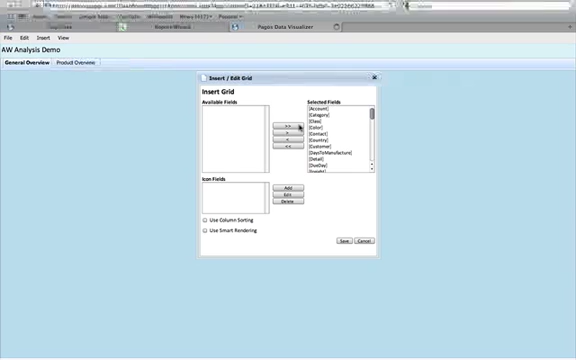 Pagos Data Visualizer
File Edit Insert View
AW Analysis Demo
General Overview Product Overview
Insert / Edit Grid
Insert Grid
Available Fields Selected Fields
[Account]
[Category]
[Class]
[Color]
[Contact]
[Country]
[Customer]
[DaysToManufacture]
[Detail]
[DueDay]
>>
>
<
<<
Icon Fields
Add
Edit
Delete
Use Column Sorting
Use Smart Rendering
Save Cancel